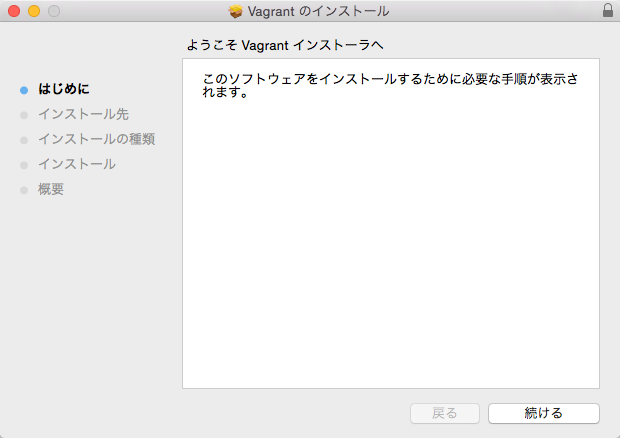 Vagrant のインストール
ようこそ Vagrant インストーラへ
はじめに
インストール先
インストールの種類
インストール
概要
このソフトウェアをインストールするために必要な手順が表示さ
れます。
戻る
続ける